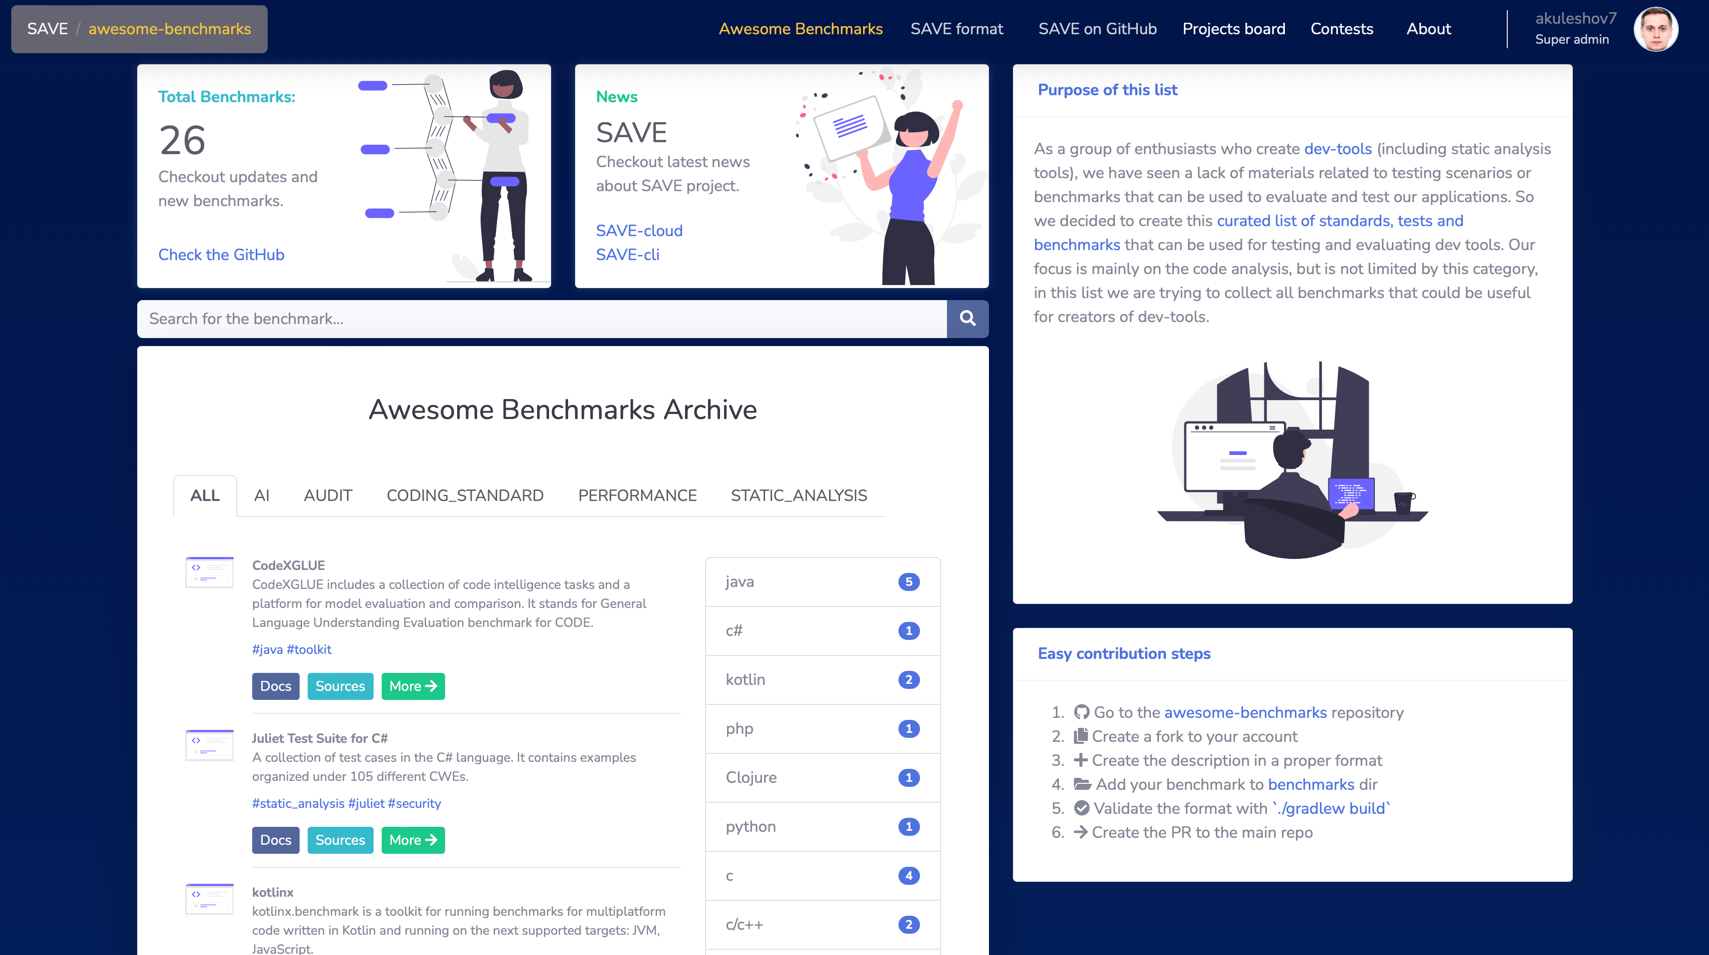 SAVE / awesome-benchmarks
Awesome Benchmarks
SAVE format
SAVE on GitHub
Projects board
Contests
About
akuleshov7
Super admin
Total Benchmarks:
26
Checkout updates and
new benchmarks.
Check the GitHub
News
SAVE
Checkout latest news
about SAVE project.
SAVE-cloud
SAVE-cli
Search for the benchmark...
Awesome Benchmarks Archive
ALL
AI
AUDIT
CODING_STANDARD
PERFORMANCE
STATIC_ANALYSIS
CodeXGLUE
CodeXGLUE includes a collection of code intelligence tasks and a
platform for model evaluation and comparison. It stands for General
Language Understanding Evaluation benchmark for CODE.
#java #toolkit
Docs
Sources
More
Juliet Test Suite for C#
A collection of test cases in the C# language. It contains examples
organized under 105 different CWEs.
#static_analysis #juliet #security
Docs
Sources
More
kotlinx
kotlinx.benchmark is a toolkit for running benchmarks for multiplatform
code written in Kotlin and running on the next supported targets: JVM,
JavaScript.
java 5
c# 1
kotlin 2
php 1
Clojure 1
python 1
c 4
c/c++ 2
Purpose of this list
As a group of enthusiasts who create dev-tools (including static analysis
tools), we have seen a lack of materials related to testing scenarios or
benchmarks that can be used to evaluate and test our applications. So
we decided to create this curated list of standards, tests and
benchmarks that can be used for testing and evaluating dev tools. Our
focus is mainly on the code analysis, but is not limited by this category,
in this list we are trying to collect all benchmarks that could be useful
for creators of dev-tools.
Easy contribution steps
1. Go to the awesome-benchmarks repository
2. Create a fork to your account
3. Create the description in a proper format
4. Add your benchmark to benchmarks dir
5. Validate the format with `./gradlew build`
6. Create the PR to the main repo